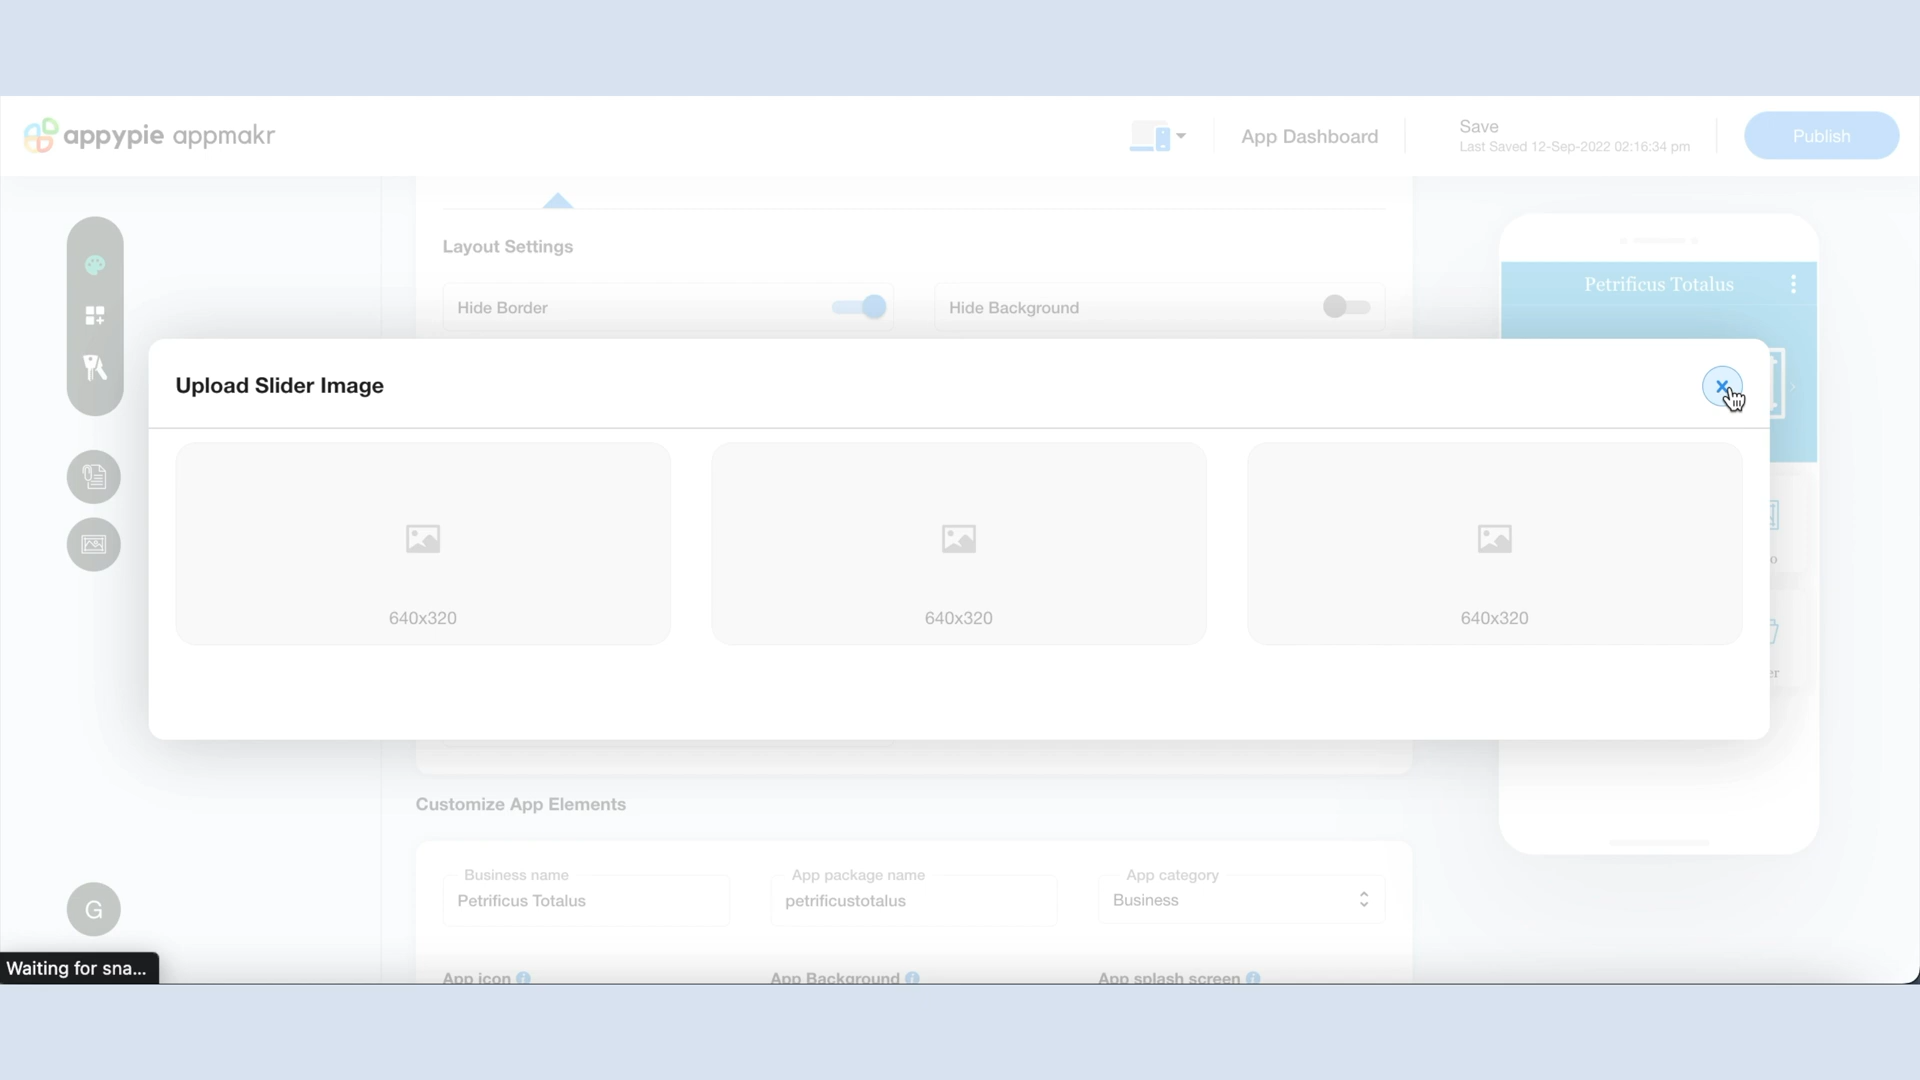 appypie appmakr
App Dashboard
Save
Last Saved 12-Sep-2022 02:16:34 pm
Publish
Layout Settings
Hide Border
Hide Background
Petrificus Totalus
Upload Slider Image
640x320
640x320
640x320
Customize App Elements
Business name
Petrificus Totalus
App package name
petrificustotalus
App category
Business
G
Waiting for sna...
App icon
App Background
App splash screen